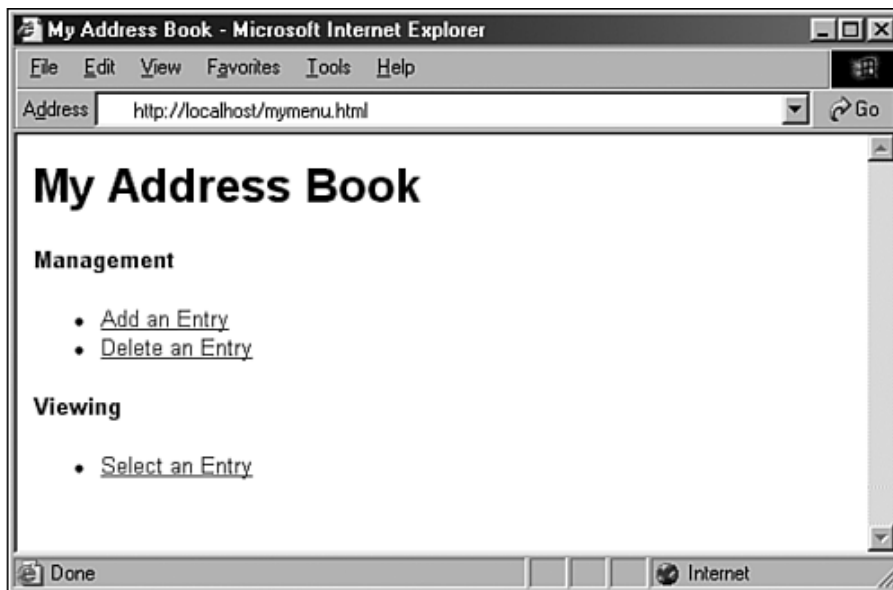 My Address Book - Microsoft Internet Explorer
File Edit View Favorites Tools Help
Address http://localhost/mymenu.html Go
My Address Book
Management
• Add an Entry
• Delete an Entry
Viewing
• Select an Entry
Done Internet